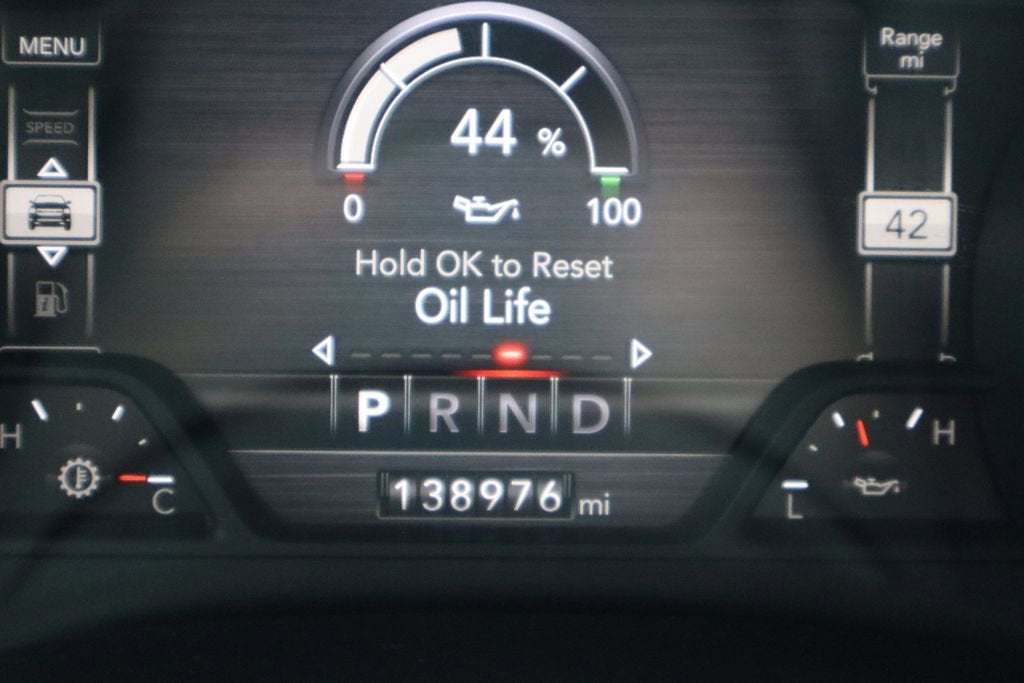 MENU
SPEED
Range
mi
44 %
0
100
42
Hold OK to Reset
Oil Life
P R N D
H
C
138976 mi
L
H